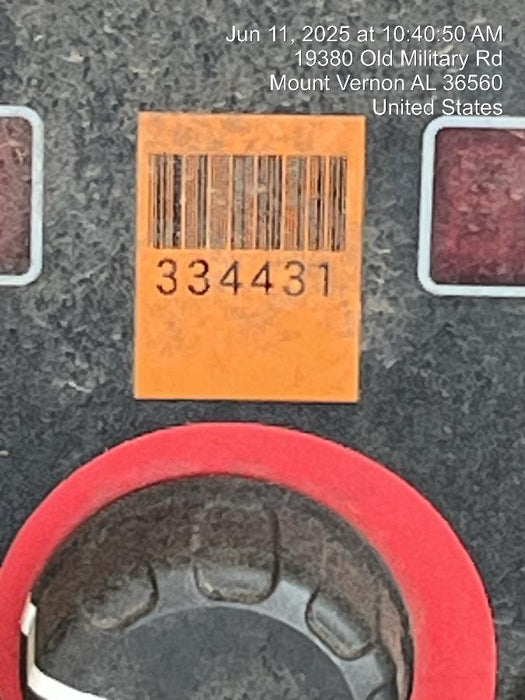 Jun 11, 2025 at 10:40:50 AM
19380 Old Military Rd
Mount Vernon AL 36560
United States
334431